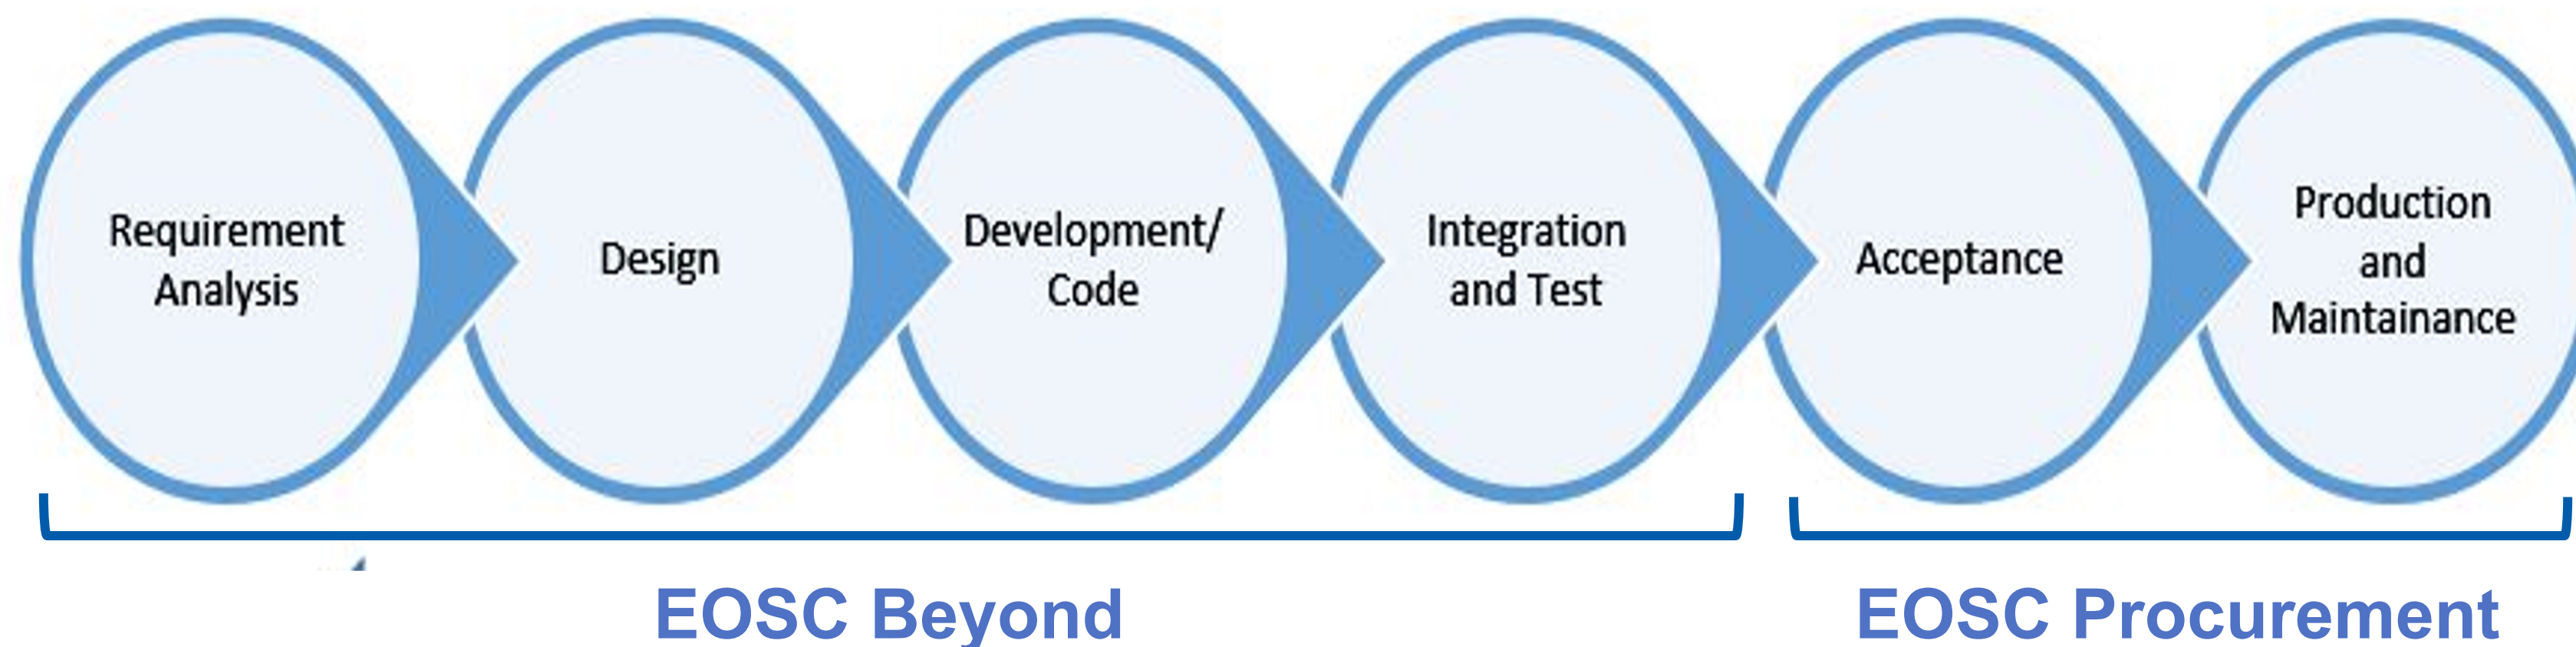 Requirement
Analysis
Design
Development/
Code
Integration
and Test
Acceptance
Production
and
Maintainance
EOSC Beyond
EOSC Procurement